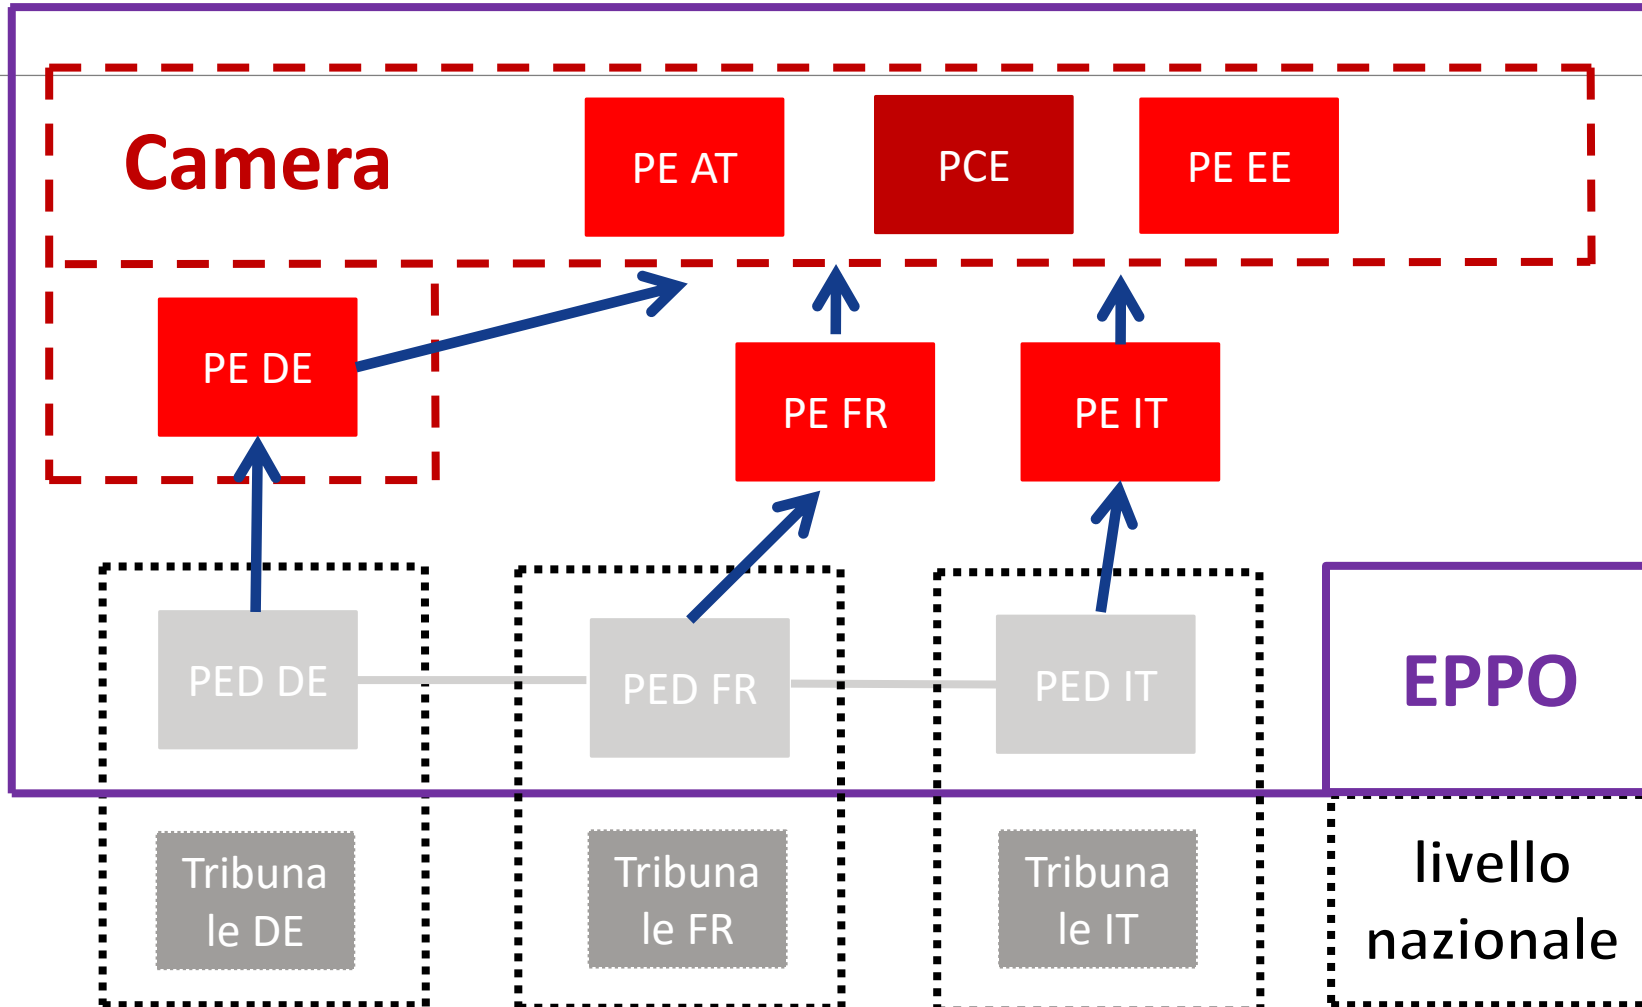 Camera
PE AT
PCE
PE EE
PE DE
PE FR
PE IT
PED DE
PED FR
PED IT
EPPO
Tribuna
le DE
Tribuna
le FR
Tribuna
le IT
livello
nazionale